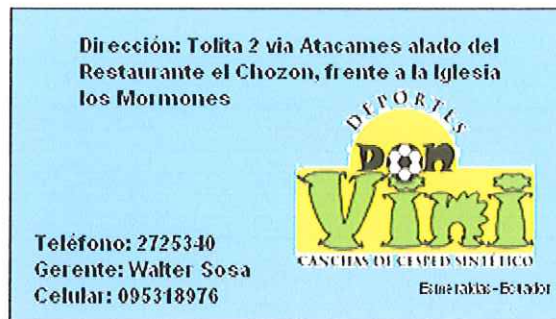 Dirección: Tolita 2 via Atacames alado del
Restaurante el Chozon, frente a la Iglesia
los Mormones
DEPORTES
DON
Vini
CANCHAS DE CESPED SINTÉTICO
Esmeraldas-Ecuador
Teléfono: 2725340
Gerente: Walter Sosa
Celular: 095318976